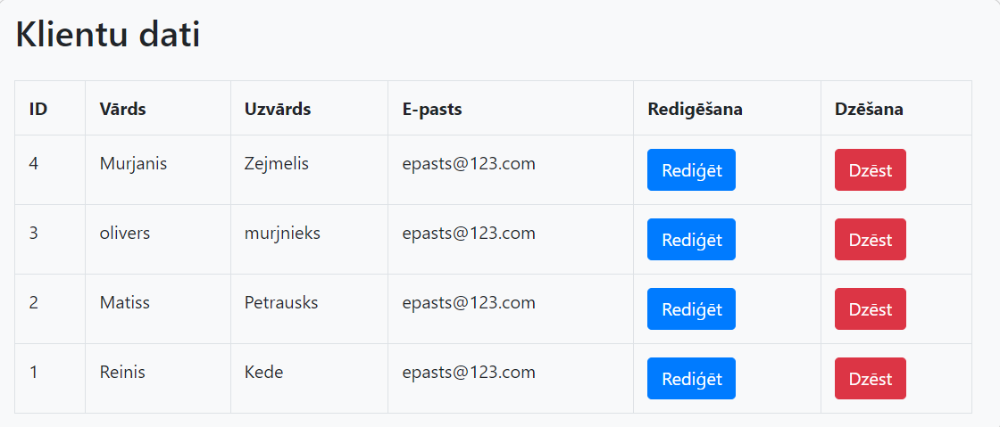 Klientu dati
ID Vārds Uzvārds E-pasts Redigēšana Dzēšana
4 Murjanis Zejmelis epasts@123.com Rediģēt Dzēst
3 olivers murjnieks epasts@123.com Rediģēt Dzēst
2 Matiss Petrausks epasts@123.com Rediģēt Dzēst
1 Reinis Kede epasts@123.com Rediģēt Dzēst